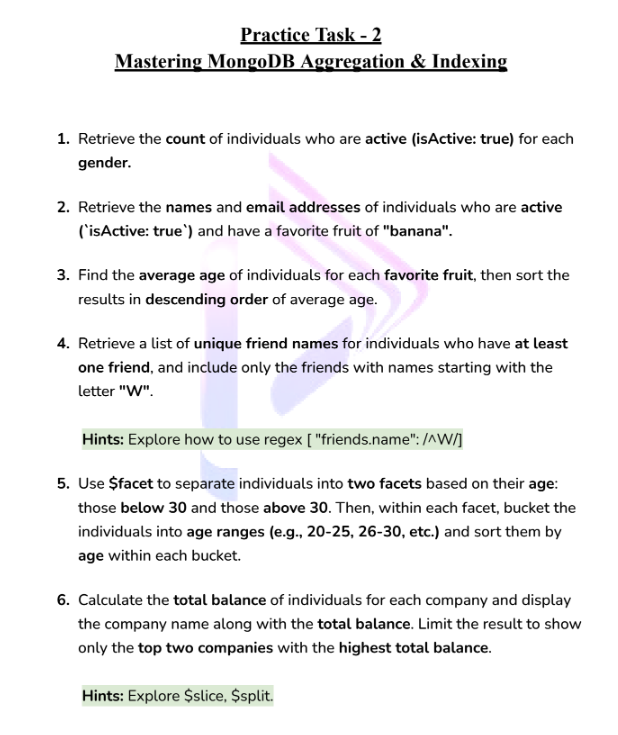 Practice Task - 2
Mastering MongoDB Aggregation & Indexing
1. Retrieve the count of individuals who are active (isActive: true) for each
gender.
2. Retrieve the names and email addresses of individuals who are active
(`isActive: true`) and have a favorite fruit of "banana".
3. Find the average age of individuals for each favorite fruit, then sort the
results in descending order of average age.
4. Retrieve a list of unique friend names for individuals who have at least
one friend, and include only the friends with names starting with the
letter "W".
Hints: Explore how to use regex [ "friends.name": /^W/]
5. Use $facet to separate individuals into two facets based on their age:
those below 30 and those above 30. Then, within each facet, bucket the
individuals into age ranges (e.g., 20-25, 26-30, etc.) and sort them by
age within each bucket.
6. Calculate the total balance of individuals for each company and display
the company name along with the total balance. Limit the result to show
only the top two companies with the highest total balance.
Hints: Explore $slice, $split.